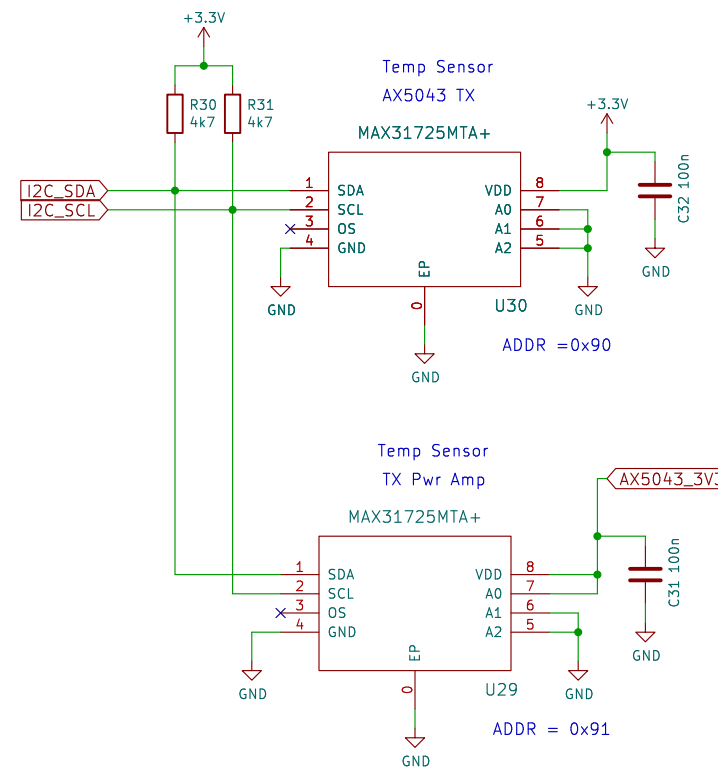 +3.3V
Temp Sensor
AX5043 TX
R30
4k7
R31
4k7
+3.3V
MAX31725MTA+
C32 100n
I2C_SDA
I2C_SCL
1
2
3
4
SDA
SCL
OS
GND
VDD
A0
A1
A2
8
7
6
5
EP
0
GND
GND
GND
U30
ADDR =0x90
GND
Temp Sensor
TX Pwr Amp
AX5043_3V3
MAX31725MTA+
C31 100n
1
2
3
4
SDA
SCL
OS
GND
VDD
A0
A1
A2
8
7
6
5
EP
0
GND
GND
GND
U29
ADDR = 0x91
GND